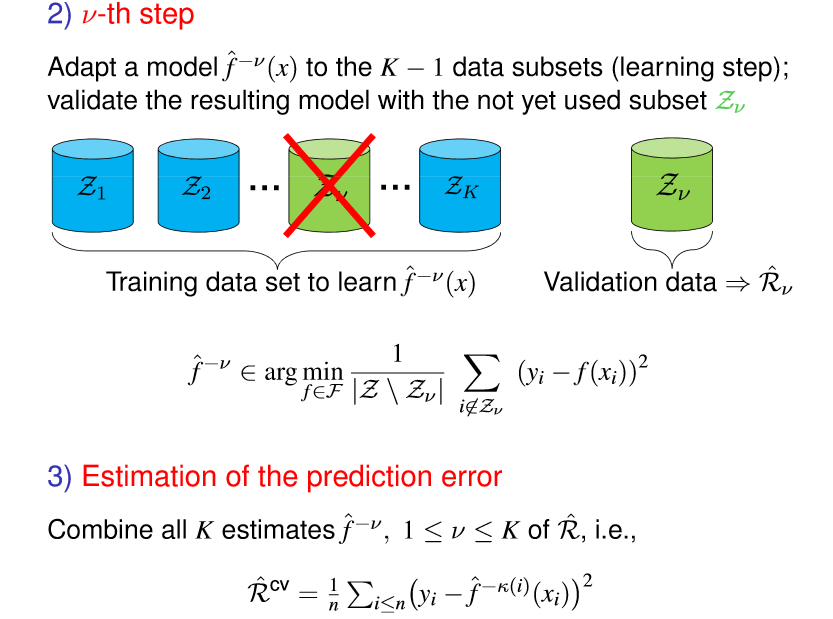 2) ν-th step
Adapt a model f̂⁻ᵛ(x) to the K − 1 data subsets (learning step);
validate the resulting model with the not yet used subset 𝒵_ν
𝒵_1 𝒵_2 ⋯ 𝒵_ν ⋯ 𝒵_K 𝒵_ν
Training data set to learn f̂^{−ν}(x) Validation data ⇒ ℛ̂_ν
f̂^{−ν} ∈ arg min_{f∈ℱ} 1/|𝒵 \ 𝒵_ν| ∑_{i∉𝒵_ν} (y_i − f(x_i))²
3) Estimation of the prediction error
Combine all K estimates f̂^{−ν}, 1 ≤ ν ≤ K of ℛ̂, i.e.,
ℛ̂^{cv} = 1/n ∑_{i≤n} (y_i − f̂^{−κ(i)}(x_i))²